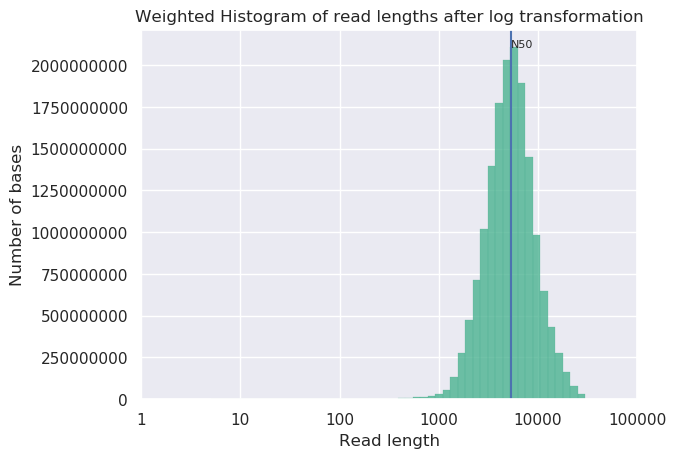 Weighted Histogram of read lengths after log transformation
N50
2000000000
1750000000
1500000000
1250000000
1000000000
750000000
500000000
250000000
0
Number of bases
1 10 100 1000 10000 100000
Read length